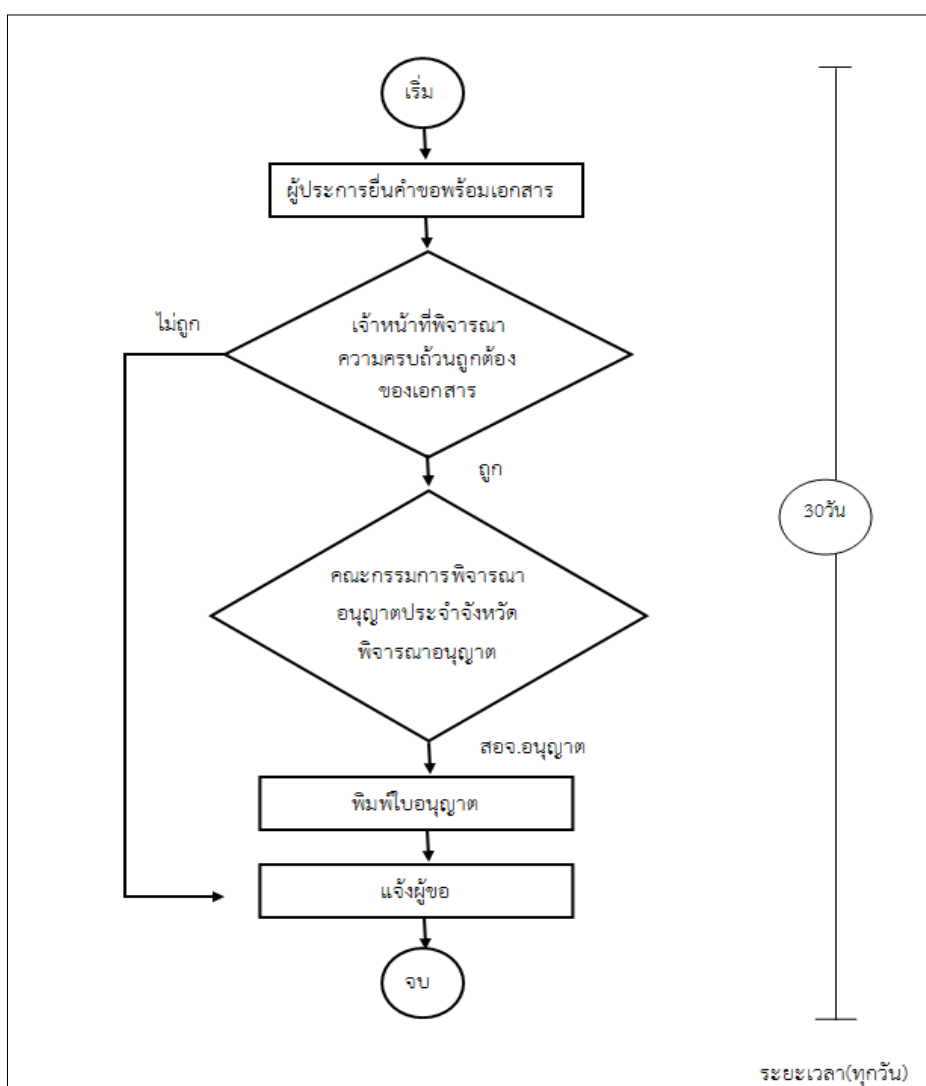 เริ่ม
ผู้ประการยื่นคำขอพร้อมเอกสาร
ไม่ถูก
เจ้าหน้าที่พิจารณา
ความครบถ้วนถูกต้อง
ของเอกสาร
ถูก
30วัน
คณะกรรมการพิจารณา
อนุญาตประจำจังหวัด
พิจารณาอนุญาต
สอจ.อนุญาต
พิมพ์ใบอนุญาต
แจ้งผู้ขอ
จบ
ระยะเวลา(ทุกวัน)